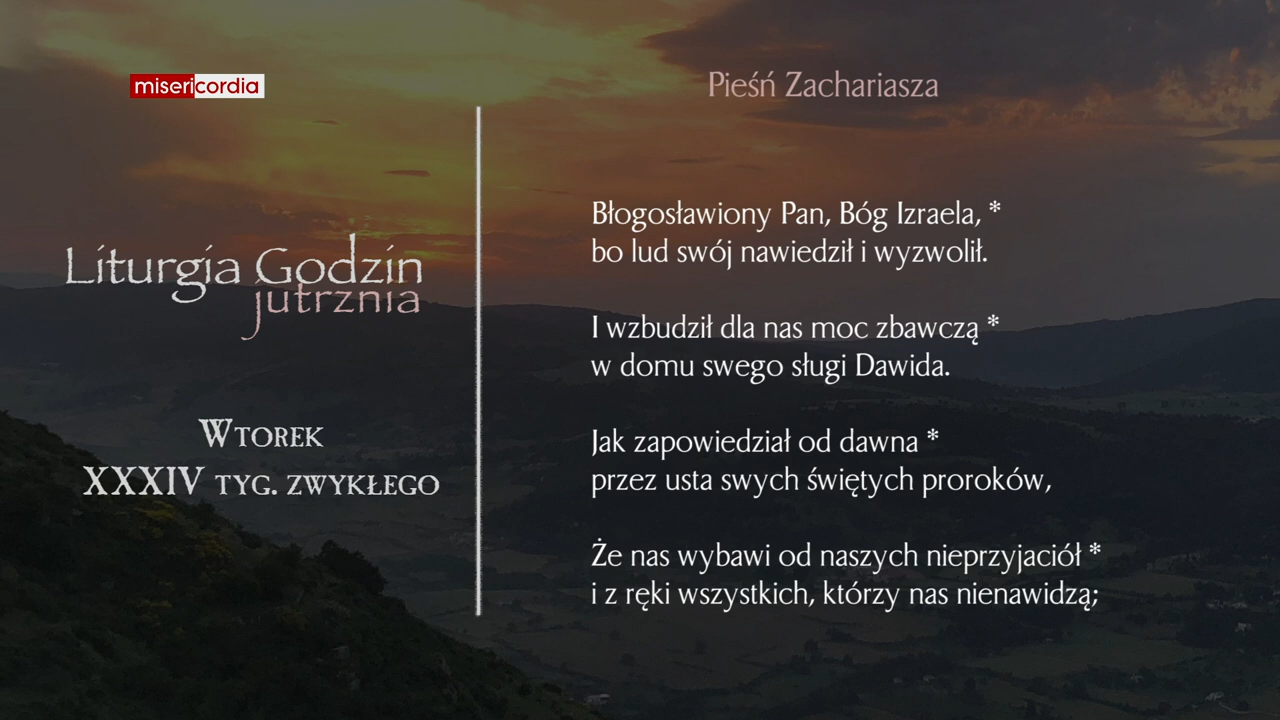 misericordia
Liturgia Godzin
jutrznia
Wtorek
XXXIV tyg. zwykłego
Pieśń Zachariasza
Błogosławiony Pan, Bóg Izraela, *
bo lud swój nawiedził i wyzwolił.
I wzbudził dla nas moc zbawczą *
w domu swego sługi Dawida.
Jak zapowiedział od dawna *
przez usta swych świętych proroków,
Że nas wybawi od naszych nieprzyjaciół *
i z ręki wszystkich, którzy nas nienawidzą;